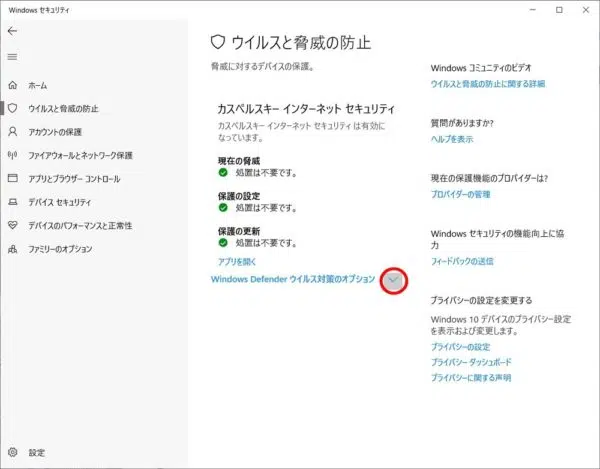 Windows セキュリティ
ホーム
ウイルスと脅威の防止
アカウントの保護
ファイアウォールとネットワーク保護
アプリとブラウザー コントロール
デバイス セキュリティ
デバイスのパフォーマンスと正常性
ファミリーのオプション
設定
ウイルスと脅威の防止
脅威に対するデバイスの保護。
カスペルスキー インターネット セキュリティ
カスペルスキー インターネット セキュリティ は有効に
なっています。
現在の脅威
処置は不要です。
保護の設定
処置は不要です。
保護の更新
処置は不要です。
アプリを開く
Windows Defender ウイルス対策のオプション
Windows コミュニティのビデオ
ウイルスと脅威の防止に関する詳細
質問がありますか?
ヘルプを表示
現在の保護機能のプロバイダーは?
プロバイダーの管理
Windows セキュリティの機能向上に協
力
フィードバックの送信
プライバシーの設定を変更する
Windows 10 デバイスのプライバシー設定
を表示および変更します。
プライバシーの設定
プライバシー ダッシュボード
プライバシーに関する声明